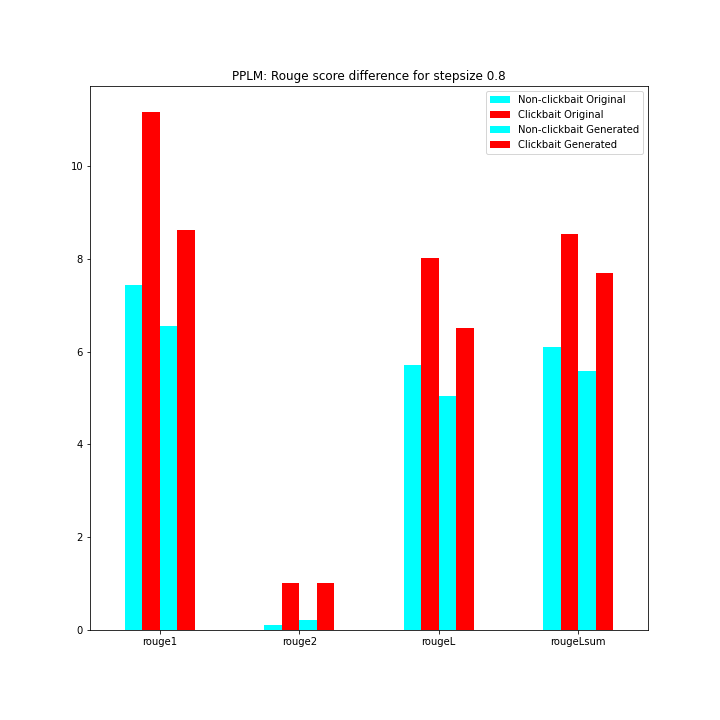 PPLM: Rouge score difference for stepsize 0.8
Non-clickbait Original
Clickbait Original
Non-clickbait Generated
Clickbait Generated
10
8
6
4
2
0
rouge1 rouge2 rougeL rougeLsum